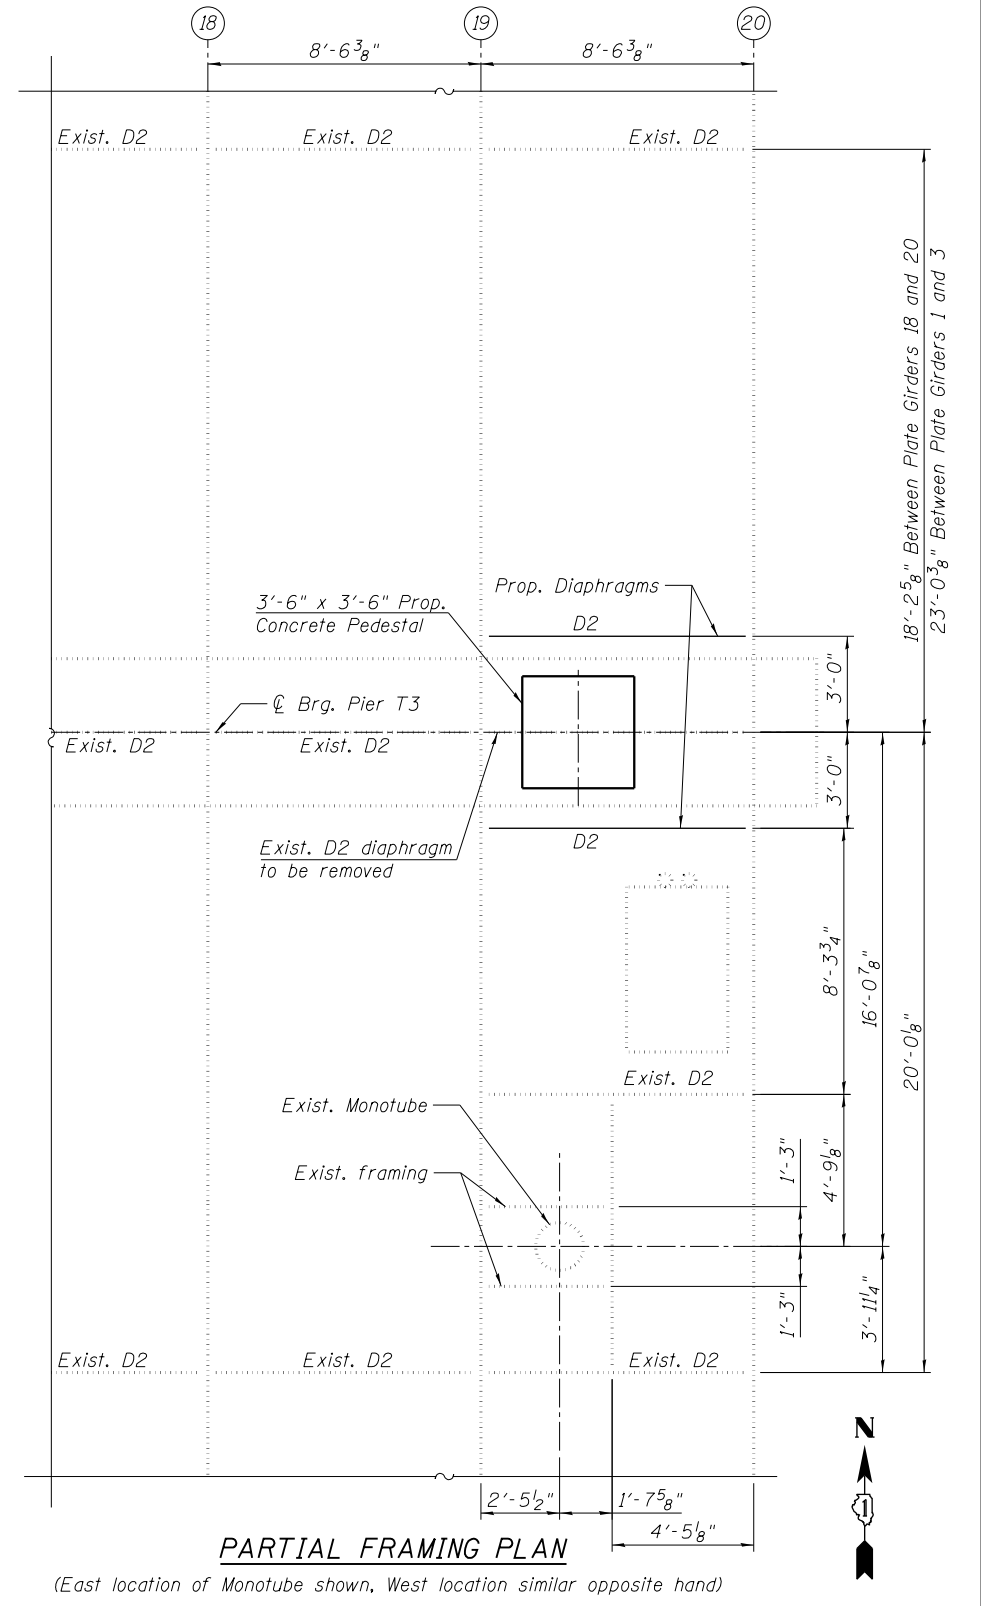 18
19
20
8'-6 3/8"
8'-6 3/8"
Exist. D2
Exist. D2
Exist. D2
18'-2 5/8" Between Plate Girders 18 and 20
23'-0 3/8" Between Plate Girders 1 and 3
Prop. Diaphragms
3'-6" x 3'-6" Prop.
Concrete Pedestal
D2
3'-0"
℄ Brg. Pier T3
Exist. D2
Exist. D2
3'-0"
D2
Exist. D2 diaphragm
to be removed
8'-3 3/4"
16'-0 7/8"
20'-0 1/8"
Exist. D2
Exist. Monotube
Exist. framing
1'-3"
4'-9 1/8"
1'-3"
3'-11 1/4"
Exist. D2
Exist. D2
Exist. D2
N
1
2'-5 1/2"
1'-7 5/8"
4'-5 1/8"
PARTIAL FRAMING PLAN
(East location of Monotube shown, West location similar opposite hand)